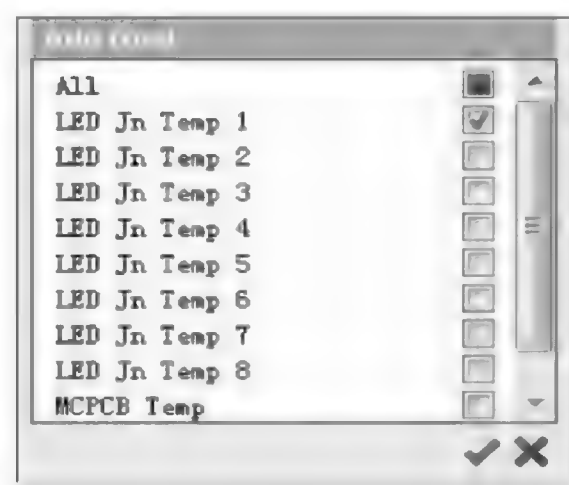 All
LED Jn Temp 1
LED Jn Temp 2
LED Jn Temp 3
LED Jn Temp 4
LED Jn Temp 5
LED Jn Temp 6
LED Jn Temp 7
LED Jn Temp 8
MCPCB Temp